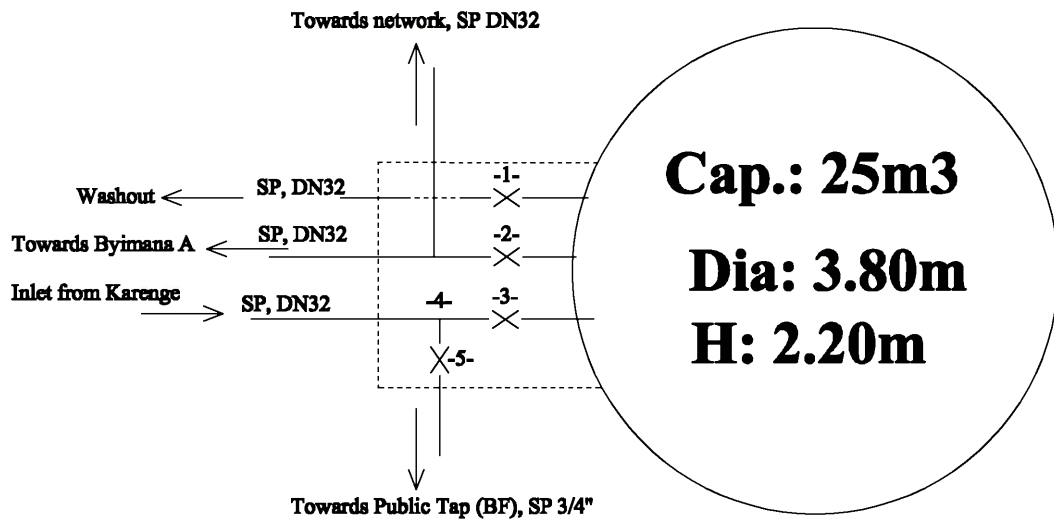 Towards network, SP DN32
-1-
SP, DN32
Washout
-2-
SP, DN32
Towards Byimana A
Inlet from Karenge
SP, DN32
-4-
-3-
-5-
Towards Public Tap (BF), SP 3/4"
Cap.: 25m3
Dia: 3.80m
H: 2.20m